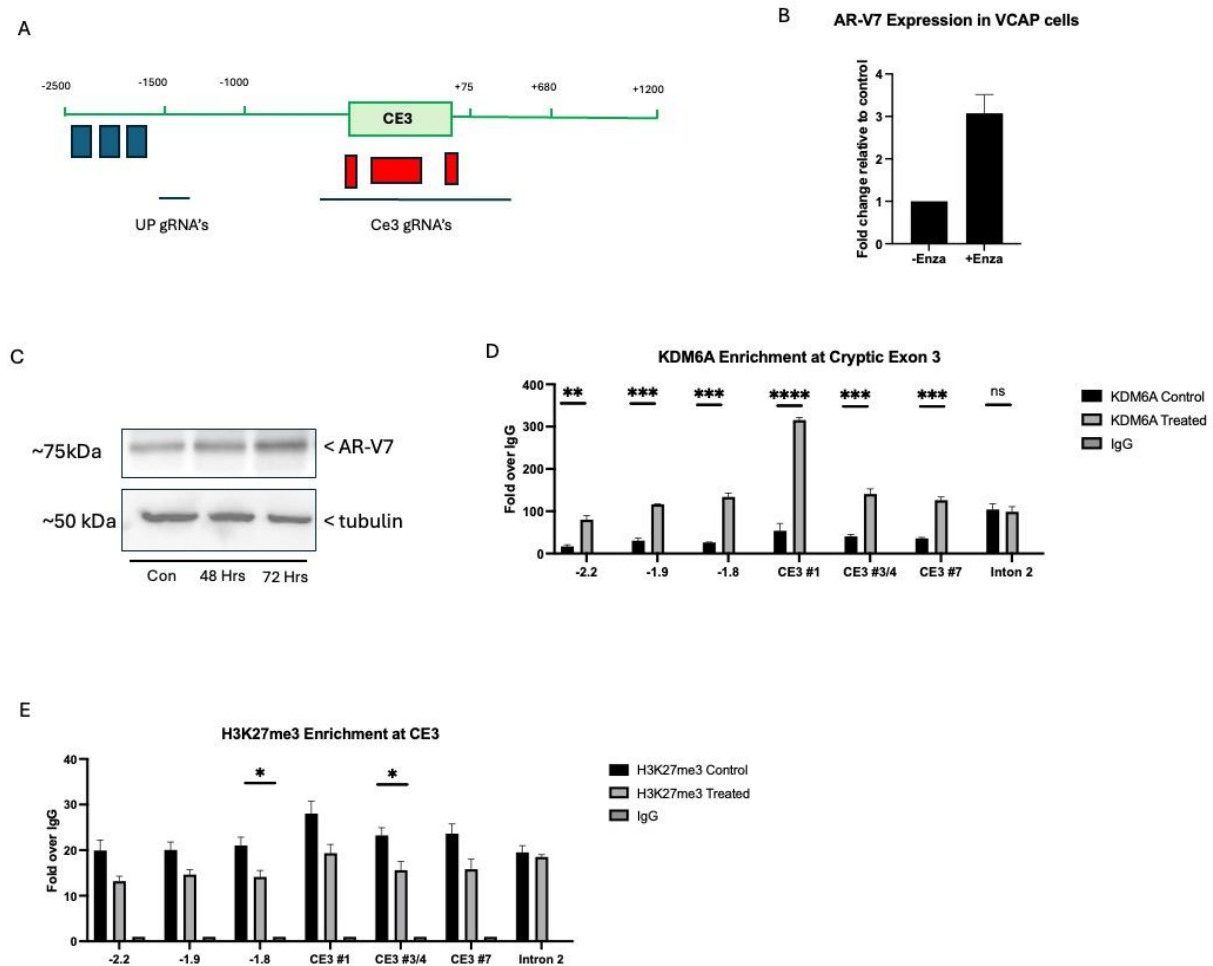 A
-2500
-1500
-1000
+75
+680
+1200
CE3
UP gRNA's
Ce3 gRNA's
B
AR-V7 Expression in VCAP cells
Fold change relative to control
4
3
2
1
0
-Enza
+Enza
C
~75kDa
< AR-V7
~50 kDa
< tubulin
Con 48 Hrs 72 Hrs
D
KDM6A Enrichment at Cryptic Exon 3
Fold over IgG
400
300
200
100
0
** *** *** **** *** *** ns
-2.2 -1.9 -1.8 CE3 #1 CE3 #3/4 CE3 #7 Inton 2
KDM6A Control
KDM6A Treated
IgG
E
H3K27me3 Enrichment at CE3
Fold over IgG
40
30
20
10
0
* *
-2.2 -1.9 -1.8 CE3 #1 CE3 #3/4 CE3 #7 Intron 2
H3K27me3 Control
H3K27me3 Treated
IgG